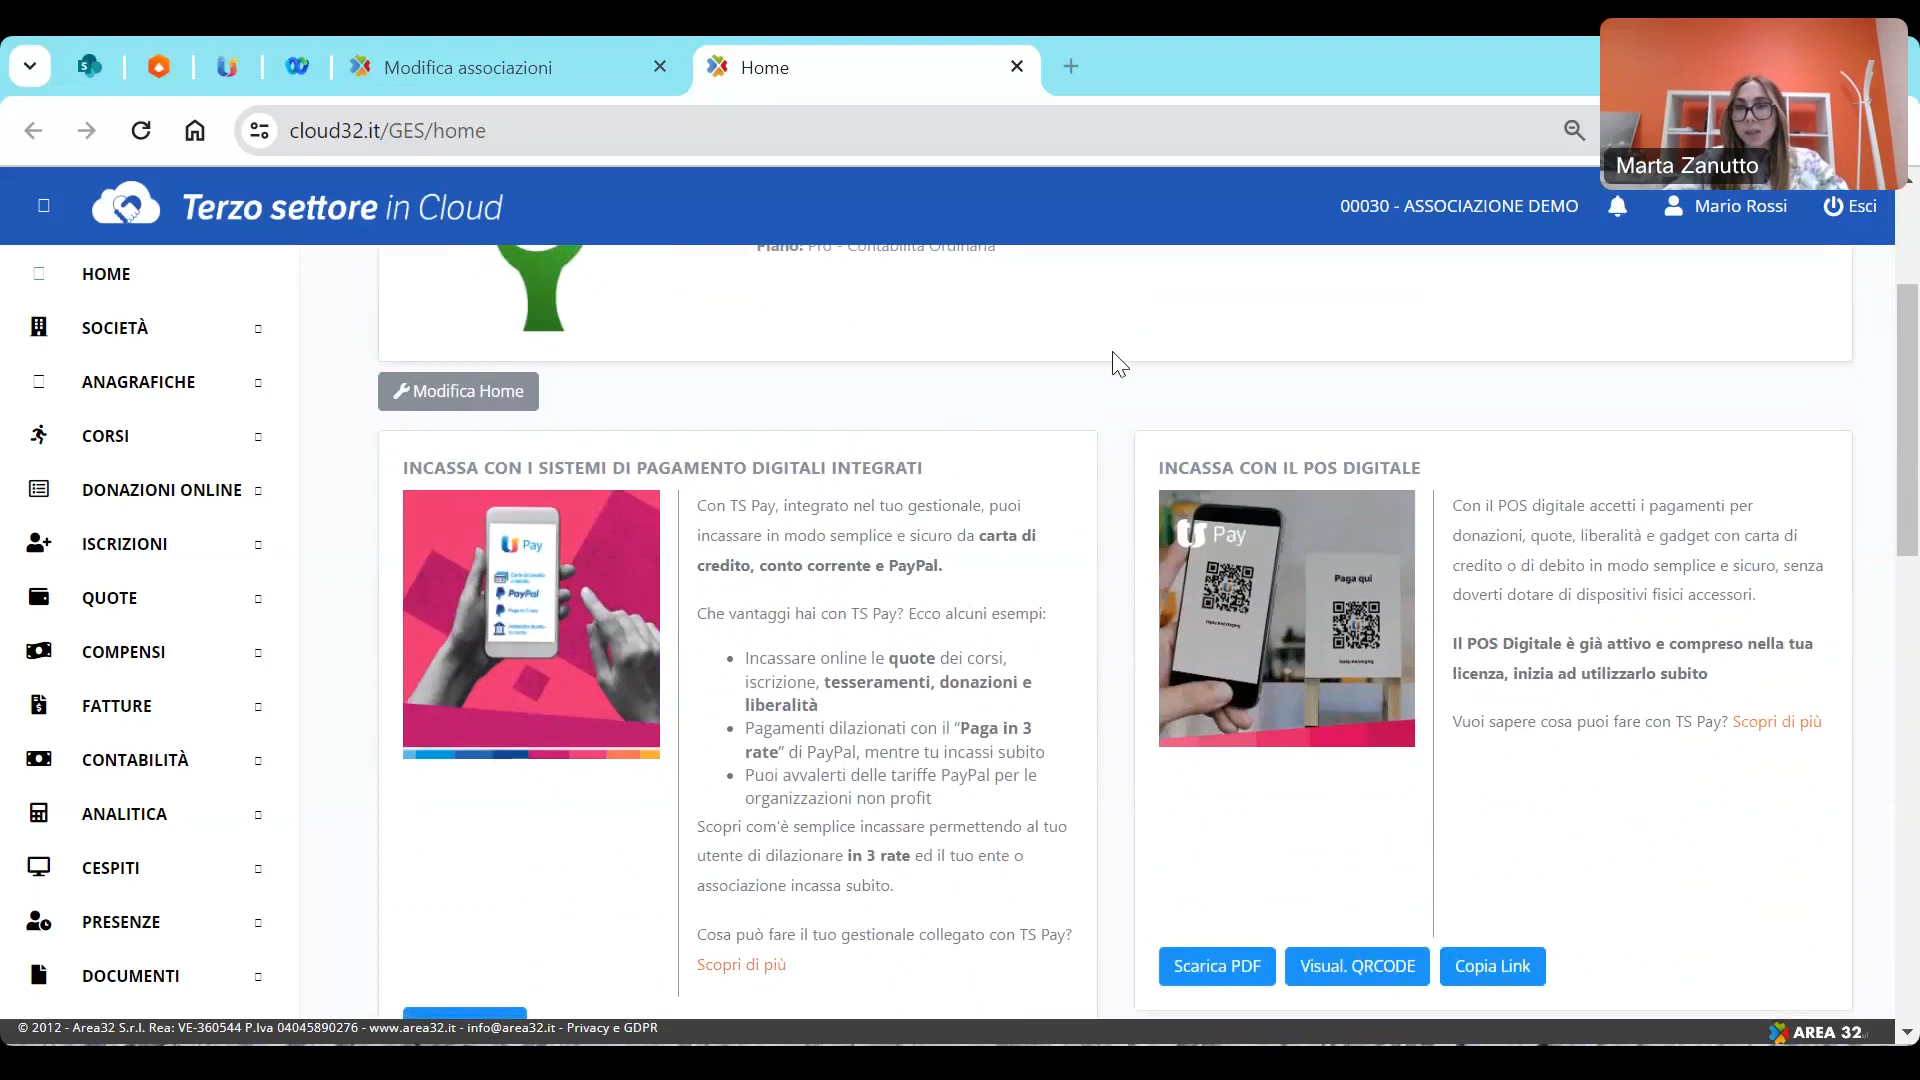 Modifica associazioni
Home
cloud32.it/GES/home
Marta Zanutto
Terzo settore in Cloud
00030 - ASSOCIAZIONE DEMO
Mario Rossi
Esci
HOME
SOCIETÀ
ANAGRAFICHE
CORSI
DONAZIONI ONLINE
ISCRIZIONI
QUOTE
COMPENSI
FATTURE
CONTABILITÀ
ANALITICA
CESPITI
PRESENZE
DOCUMENTI
Piano: Pro - Contabilità Ordinaria
Modifica Home
INCASSA CON I SISTEMI DI PAGAMENTO DIGITALI INTEGRATI
U Pay
PayPal
Con TS Pay, integrato nel tuo gestionale, puoi
incassare in modo semplice e sicuro da carta di
credito, conto corrente e PayPal.
Che vantaggi hai con TS Pay? Ecco alcuni esempi:
• Incassare online le quote dei corsi,
iscrizione, tesseramenti, donazioni e
liberalità
• Pagamenti dilazionati con il “Paga in 3
rate” di PayPal, mentre tu incassi subito
• Puoi avvalerti delle tariffe PayPal per le
organizzazioni non profit
Scopri com'è semplice incassare permettendo al tuo
utente di dilazionare in 3 rate ed il tuo ente o
associazione incassa subito.
Cosa può fare il tuo gestionale collegato con TS Pay?
Scopri di più
INCASSA CON IL POS DIGITALE
Pay
Paga qui
Con il POS digitale accetti i pagamenti per
donazioni, quote, liberalità e gadget con carta di
credito o di debito in modo semplice e sicuro, senza
doverti dotare di dispositivi fisici accessori.
Il POS Digitale è già attivo e compreso nella tua
licenza, inizia ad utilizzarlo subito
Vuoi sapere cosa puoi fare con TS Pay? Scopri di più
Scarica PDF
Visual. QRCODE
Copia Link
© 2012 - Area32 S.r.l. Rea: VE-360544 P.Iva 04045890276 - www.area32.it - info@area32.it - Privacy e GDPR
AREA 32